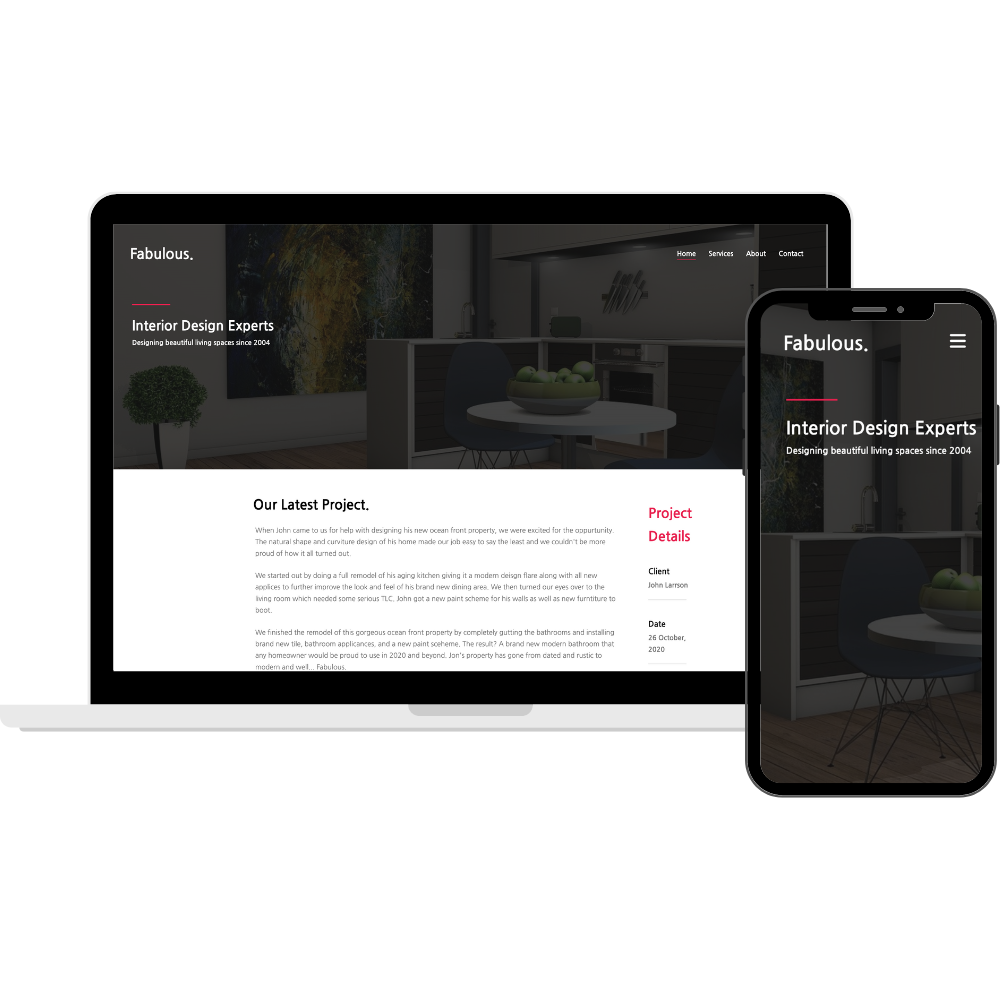 Fabulous.
Home Services About Contact
Interior Design Experts
Designing beautiful living spaces since 2004
Our Latest Project.
When John came to us for help with designing his new ocean front property, we were excited for the oppurtunity.
The natural shape and curviture design of his home made our job easy to say the least and we couldn't be more
proud of how it all turned out.
We started out by doing a full remodel of his aging kitchen giving it a modern deisgn flare along with all new
applices to further improve the look and feel of his brand new dining area. We then turned our eyes over to the
living room which needed some serious TLC. John got a new paint scheme for his walls as well as new furntiture to
boot.
We finished the remodel of this gorgeous ocean front property by completely gutting the bathrooms and installing
brand new tile, bathroom applicances, and a new paint sceheme. The result? A brand new modern bathroom that
any homeowner would be proud to use in 2020 and beyond. Jon's property has gone from dated and rustic to
modern and well... Fabulous.
Project
Details
Client
John Larrson
Date
26 October,
2020
Fabulous.
Interior Design Experts
Designing beautiful living spaces since 2004